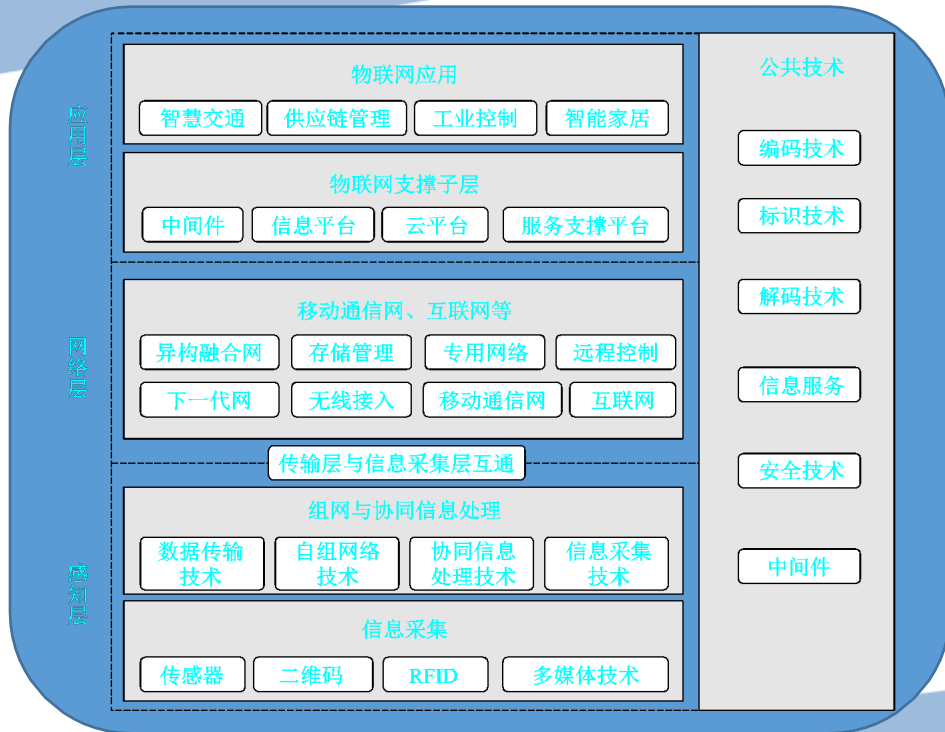 应用层
物联网应用
智慧交通
供应链管理
工业控制
智能家居
物联网支撑子层
中间件
信息平台
云平台
服务支撑平台
网络层
移动通信网、互联网等
异构融合网
存储管理
专用网络
远程控制
下一代网
无线接入
移动通信网
互联网
传输层与信息采集层互通
感知层
组网与协同信息处理
数据传输
技术
自组网络
技术
协同信息
处理技术
信息采集
技术
信息采集
传感器
二维码
RFID
多媒体技术
公共技术
编码技术
标识技术
解码技术
信息服务
安全技术
中间件